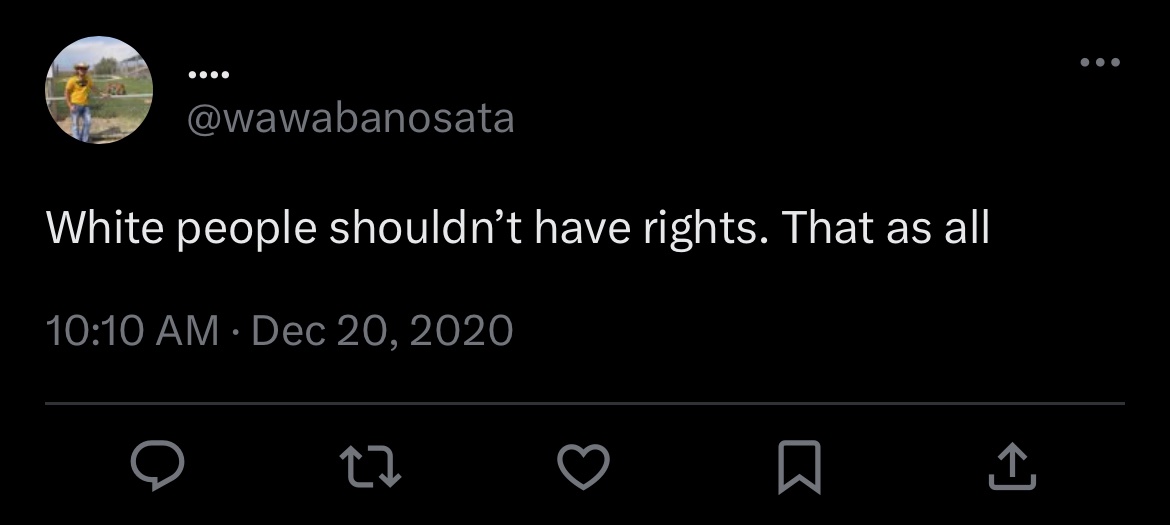 ....
@wawabanosata
White people shouldn’t have rights. That as all
10:10 AM · Dec 20, 2020